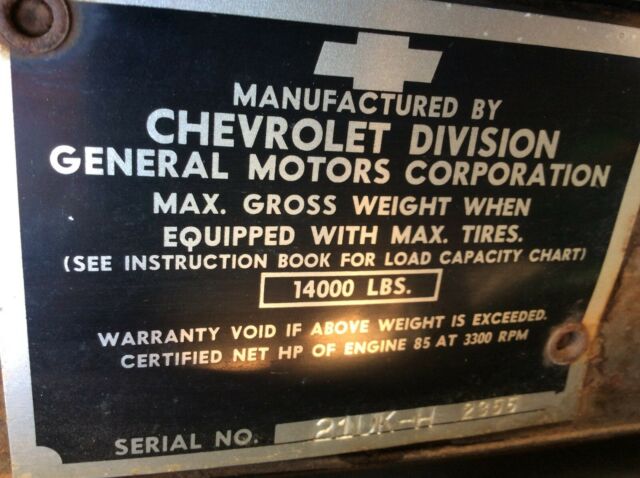 MANUFACTURED BY
CHEVROLET DIVISION
GENERAL MOTORS CORPORATION
MAX. GROSS WEIGHT WHEN
EQUIPPED WITH MAX. TIRES.
(SEE INSTRUCTION BOOK FOR LOAD CAPACITY CHART)
14000 LBS.
WARRANTY VOID IF ABOVE WEIGHT IS EXCEEDED.
CERTIFIED NET HP OF ENGINE 85 AT 3300 RPM
SERIAL NO. 21UK-H 2355